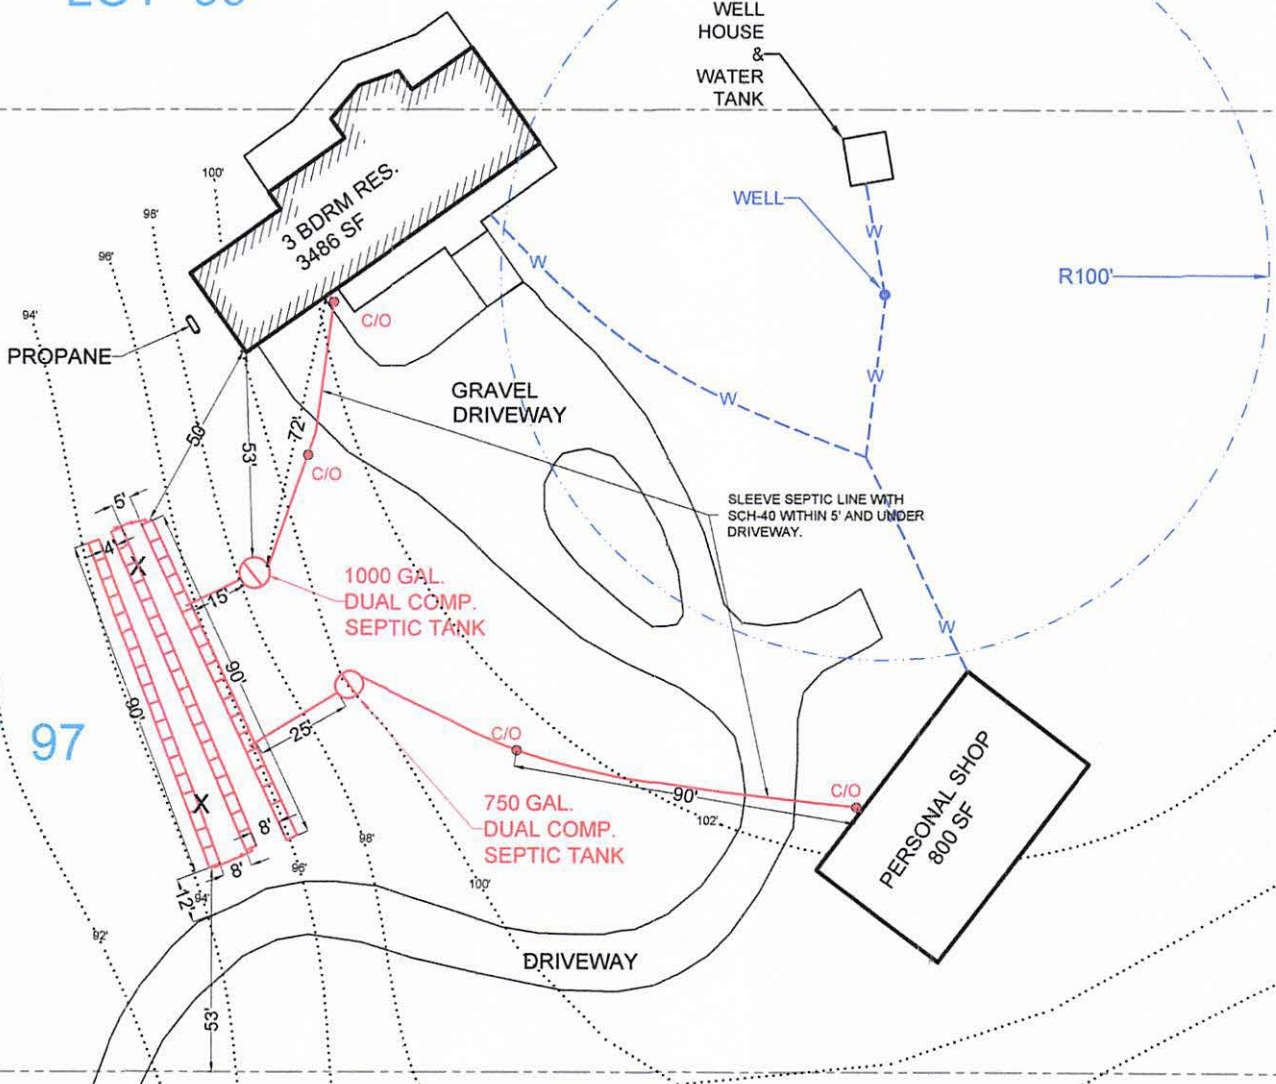 WELL
HOUSE
&
WATER
TANK
100'
98'
96'
94'
3 BDRM RES.
3486 SF
WELL
W
W
R100'
C/O
PROPANE
GRAVEL
DRIVEWAY
W
W
50'
53'
72'
C/O
SLEEVE SEPTIC LINE WITH
SCH-40 WITHIN 5' AND UNDER
DRIVEWAY.
5'
4'
X
15'
1000 GAL.
DUAL COMP.
SEPTIC TANK
W
90'
90'
97
25'
C/O
C/O
90'
102'
X
750 GAL.
DUAL COMP.
SEPTIC TANK
PERSONAL SHOP
800 SF
8'
8'
98'
96'
100'
12'
94'
92'
DRIVEWAY
53'